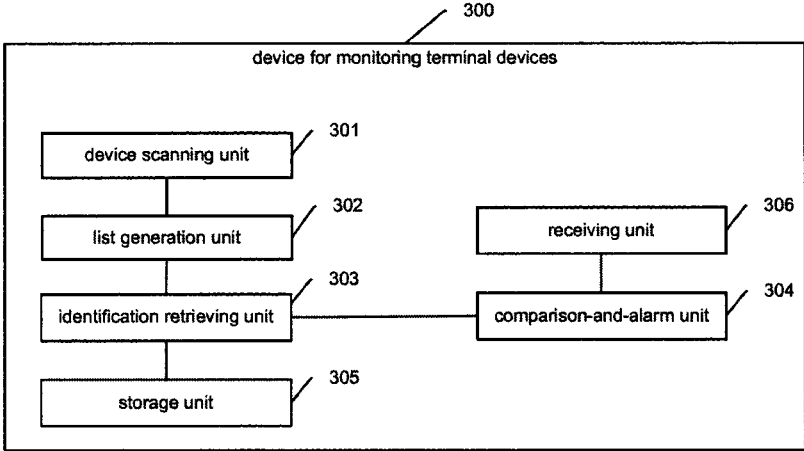 300
device for monitoring terminal devices
301
device scanning unit
302
list generation unit
306
receiving unit
303
identification retrieving unit
304
comparison-and-alarm unit
305
storage unit